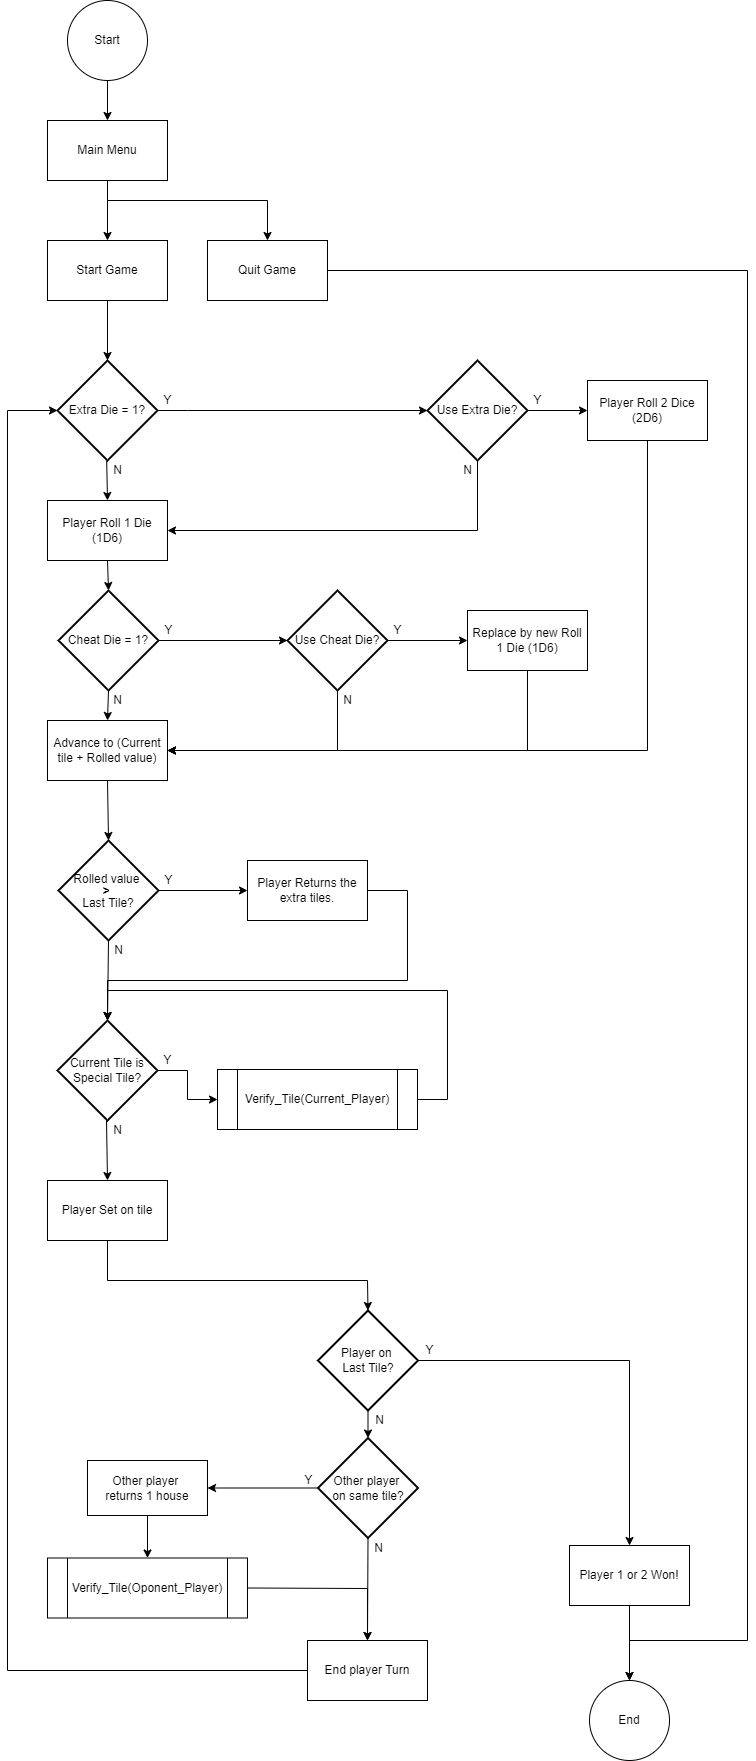 Start
Main Menu
Start Game
Quit Game
Extra Die = 1?
Y
Use Extra Die?
Y
Player Roll 2 Dice
(2D6)
N
N
Player Roll 1 Die
(1D6)
Cheat Die = 1?
Y
Use Cheat Die?
Y
Replace by new Roll
1 Die (1D6)
N
N
Advance to (Current
tile + Rolled value)
Rolled value
>
Last Tile?
Y
Player Returns the
extra tiles.
N
Current Tile is
Special Tile?
Y
Verify_Tile(Current_Player)
N
Player Set on tile
Player on
Last Tile?
Y
N
Other player
on same tile?
Y
Other player
returns 1 house
N
Verify_Tile(Oponent_Player)
Player 1 or 2 Won!
End player Turn
End